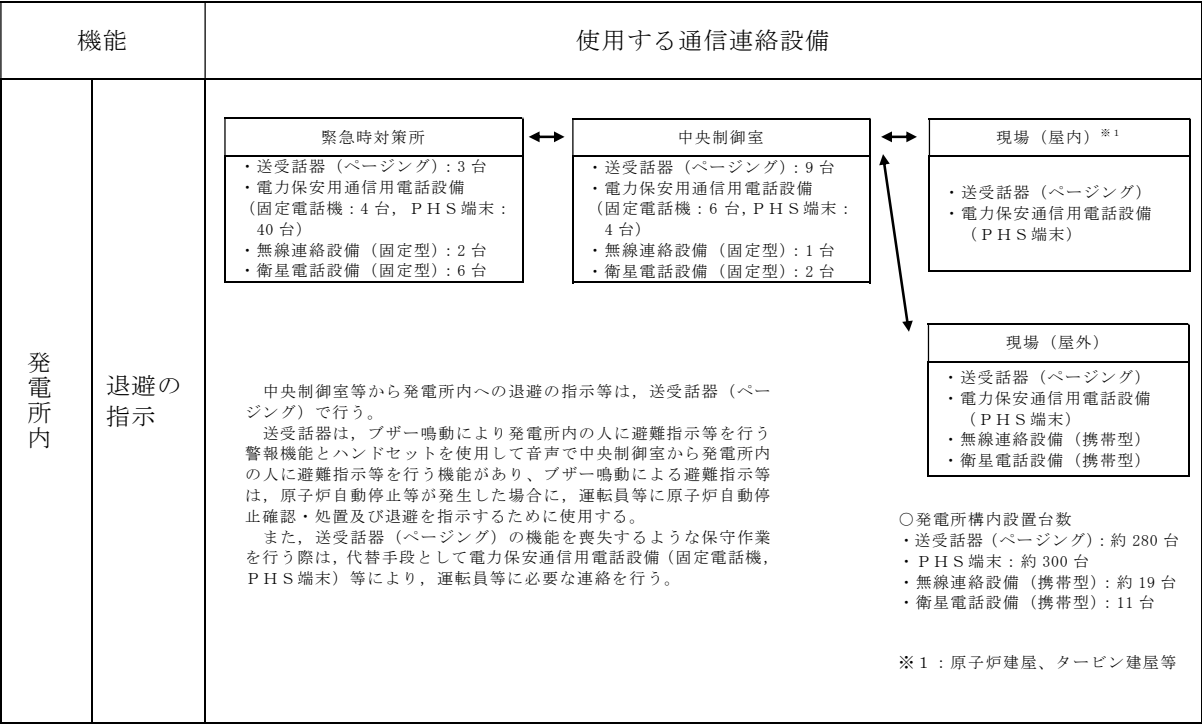 機能
使用する通信連絡設備
発電所内
退避の
指示
緊急時対策所
・送受話器（ページング）：3 台
・電力保安用通信用電話設備
（固定電話機：4 台，ＰＨＳ端末：
40 台）
・無線連絡設備（固定型）：2 台
・衛星電話設備（固定型）：6 台
中央制御室
・送受話器（ページング）：9 台
・電力保安用通信用電話設備
（固定電話機：6 台，ＰＨＳ端末：
4 台）
・無線連絡設備（固定型）：1 台
・衛星電話設備（固定型）：2 台
現場（屋内）※1
・送受話器（ページング）
・電力保安通信用電話設備
（ＰＨＳ端末）
現場（屋外）
・送受話器（ページング）
・電力保安通信用電話設備
（ＰＨＳ端末）
・無線連絡設備（携帯型）
・衛星電話設備（携帯型）
中央制御室等から発電所内への退避の指示等は，送受話器（ペー
ジング）で行う。
送受話器は，ブザー鳴動により発電所内の人に避難指示等を行う
警報機能とハンドセットを使用して音声で中央制御室から発電所内
の人に避難指示等を行う機能があり、ブザー鳴動による避難指示等
は，原子炉自動停止等が発生した場合に，運転員等に原子炉自動停
止確認・処置及び退避を指示するために使用する。
また，送受話器（ページング）の機能を喪失するような保守作業
を行う際は，代替手段として電力保安通信用電話設備（固定電話機，
ＰＨＳ端末）等により，運転員等に必要な連絡を行う。
○発電所構内設置台数
・送受話器（ページング）：約 280 台
・ＰＨＳ端末：約 300 台
・無線連絡設備（携帯型）：約 19 台
・衛星電話設備（携帯型）：11 台
※１：原子炉建屋、タービン建屋等